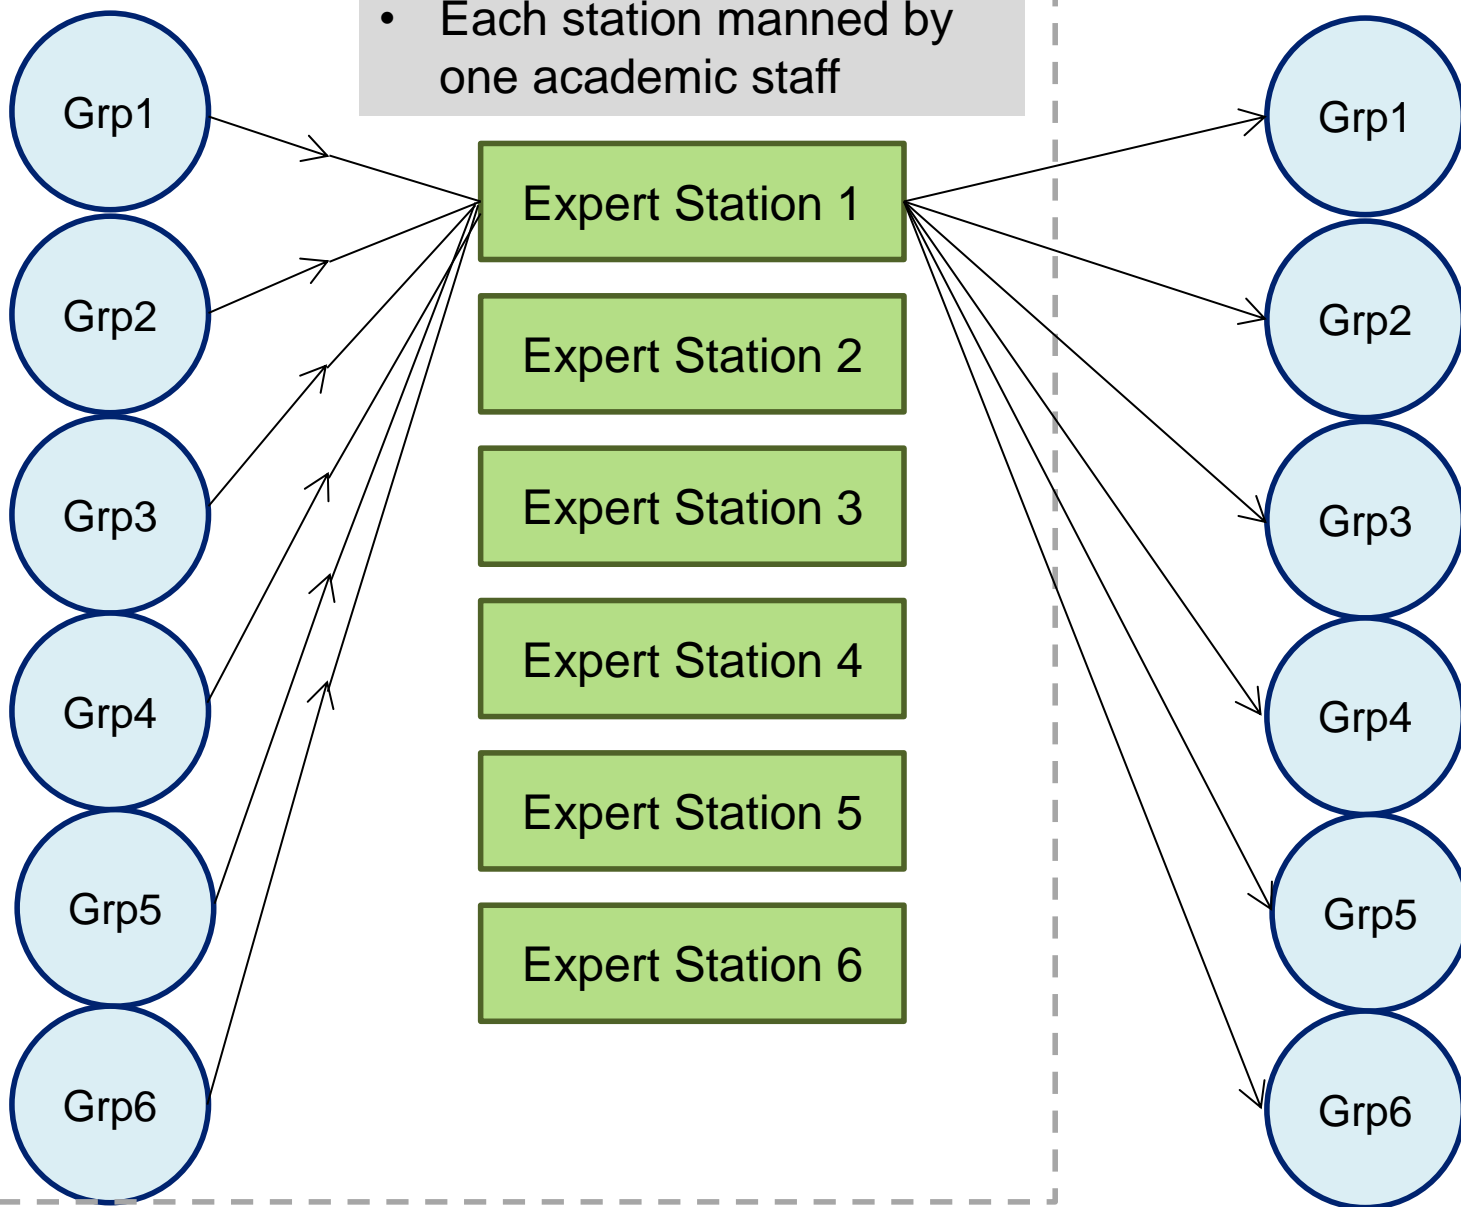 • Each station manned by
one academic staff
Grp1
Grp2
Grp3
Grp4
Grp5
Grp6
Expert Station 1
Expert Station 2
Expert Station 3
Expert Station 4
Expert Station 5
Expert Station 6
Grp1
Grp2
Grp3
Grp4
Grp5
Grp6